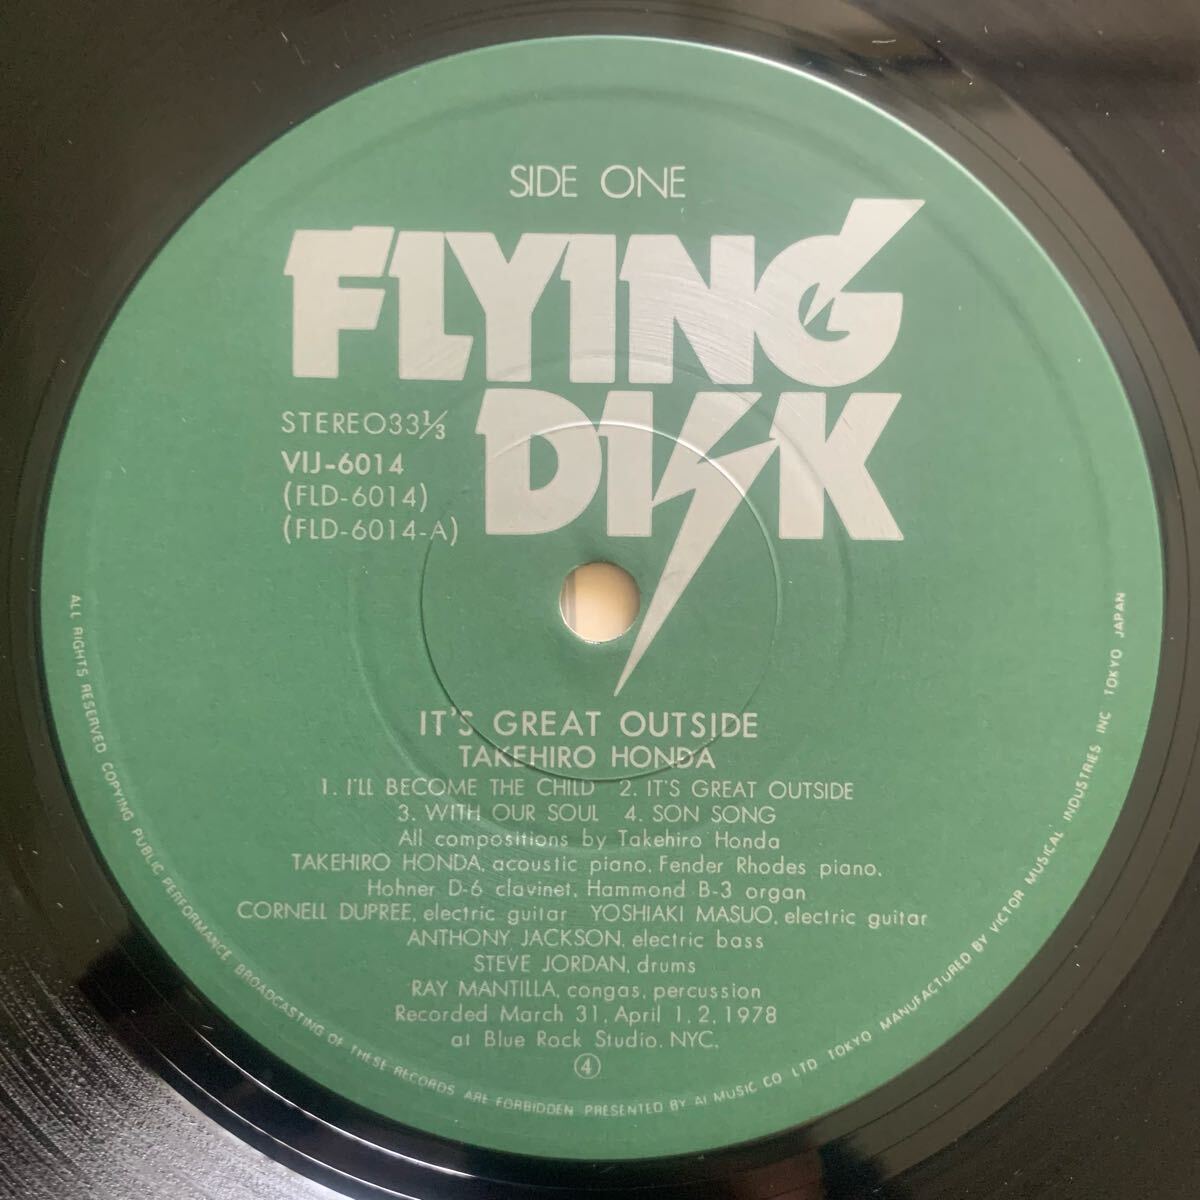 SIDE ONE
FLYING
DISK
STEREO33⅓
VIJ-6014
(FLD-6014)
(FLD-6014-A)
IT'S GREAT OUTSIDE
TAKEHIRO HONDA
1. I'LL BECOME THE CHILD 2. IT'S GREAT OUTSIDE
3. WITH OUR SOUL 4. SON SONG
All compositions by Takehiro Honda
TAKEHIRO HONDA, acoustic piano, Fender Rhodes piano,
Hohner D-6 clavinet, Hammond B-3 organ
CORNELL DUPREE, electric guitar YOSHIAKI MASUO, electric guitar
ANTHONY JACKSON, electric bass
STEVE JORDAN, drums
RAY MANTILLA, congas, percussion
Recorded March 31, April 1, 2, 1978
at Blue Rock Studio, NYC,
④
ALL RIGHTS RESERVED COPYING PUBLIC PERFORMANCE BROADCASTING OF THESE RECORDS ARE FORBIDDEN PRESENTED BY AI MUSIC CO LTD TOKYO MANUFACTURED BY VICTOR MUSICAL INDUSTRIES INC TOKYO JAPAN